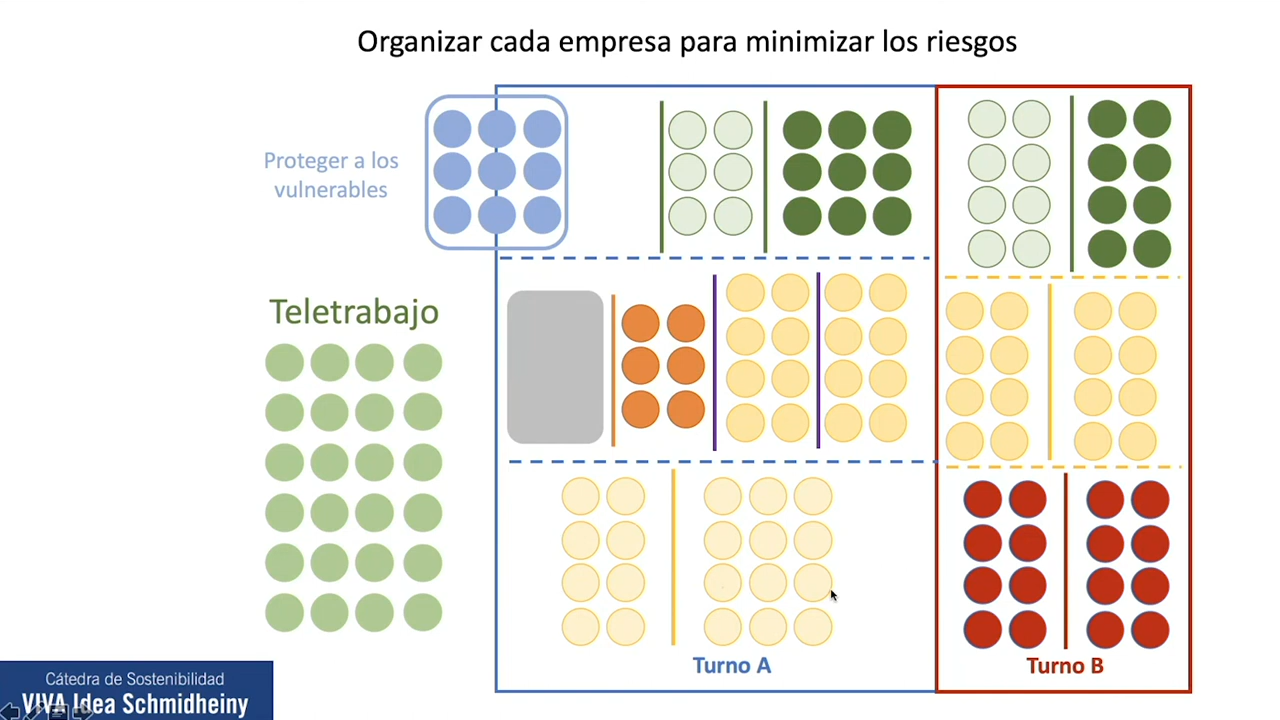 Organizar cada empresa para minimizar los riesgos
Proteger a los
vulnerables
Teletrabajo
Turno A
Turno B
Cátedra de Sostenibilidad
VIVA Idea Schmidheiny